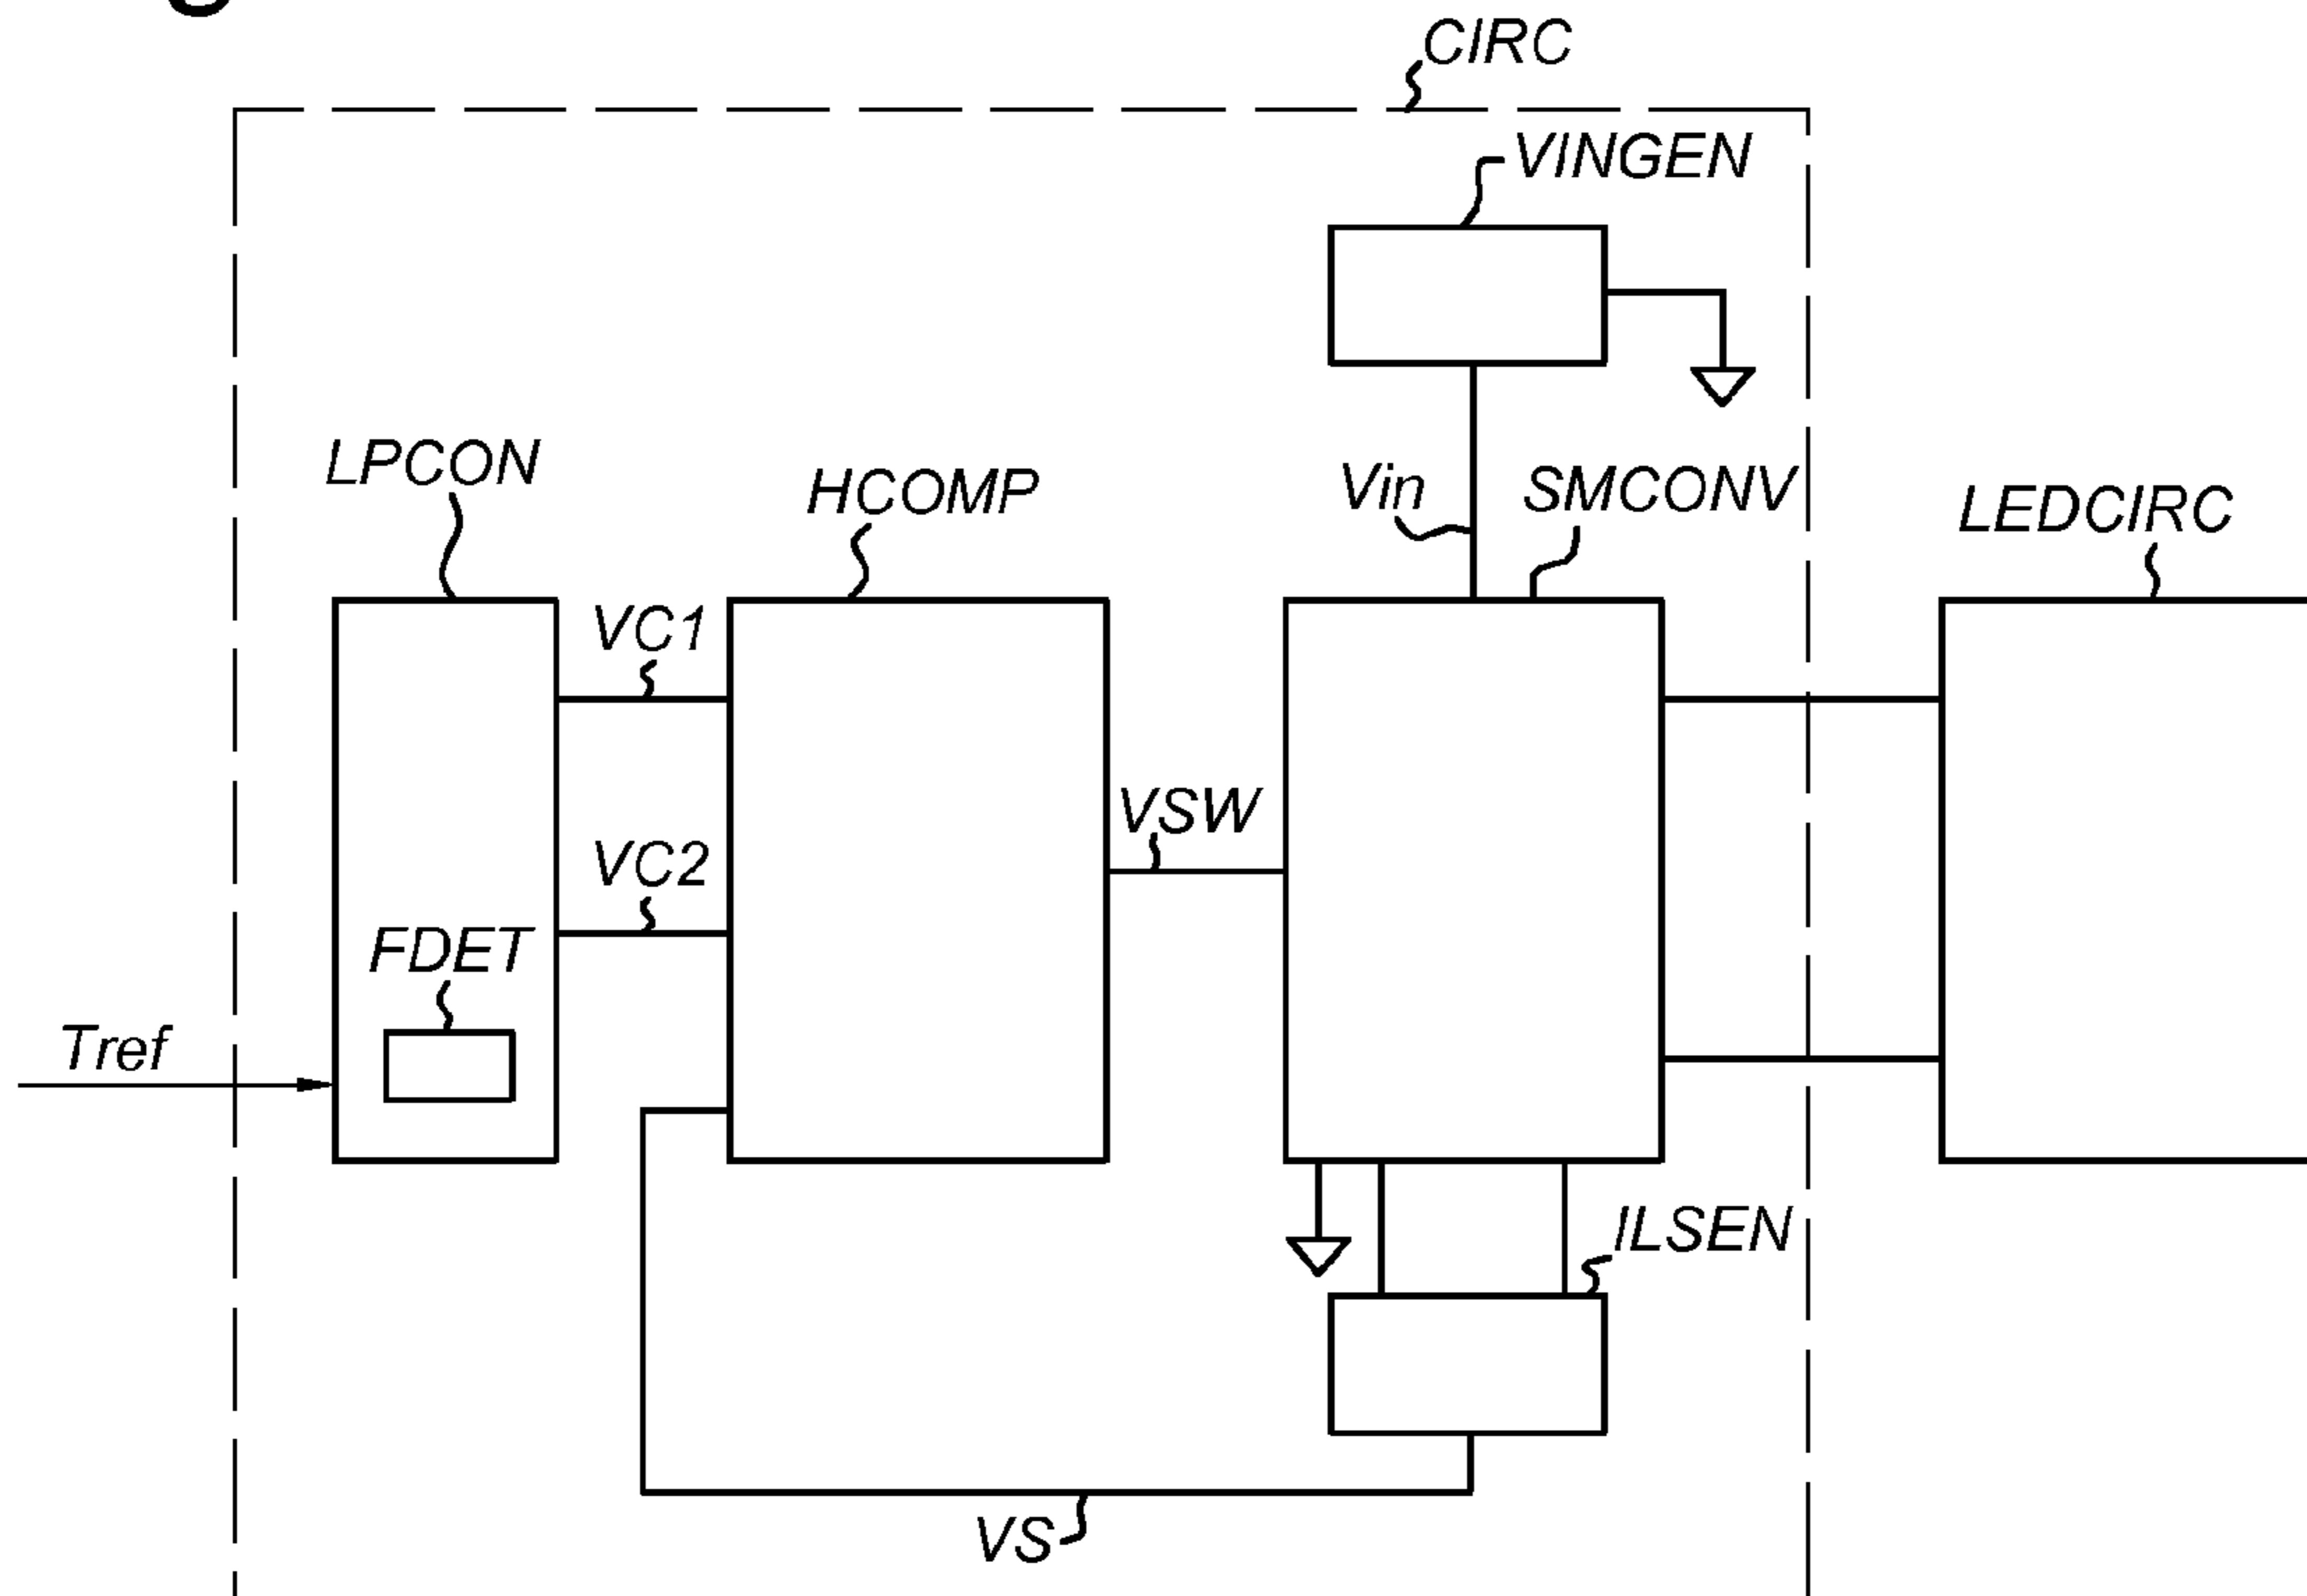 CIRC
VINGEN
LPCON
HCOMP
Vin
SMCONV
LEDCIRC
VC1
VSW
VC2
FDET
Tref
ILSEN
VS